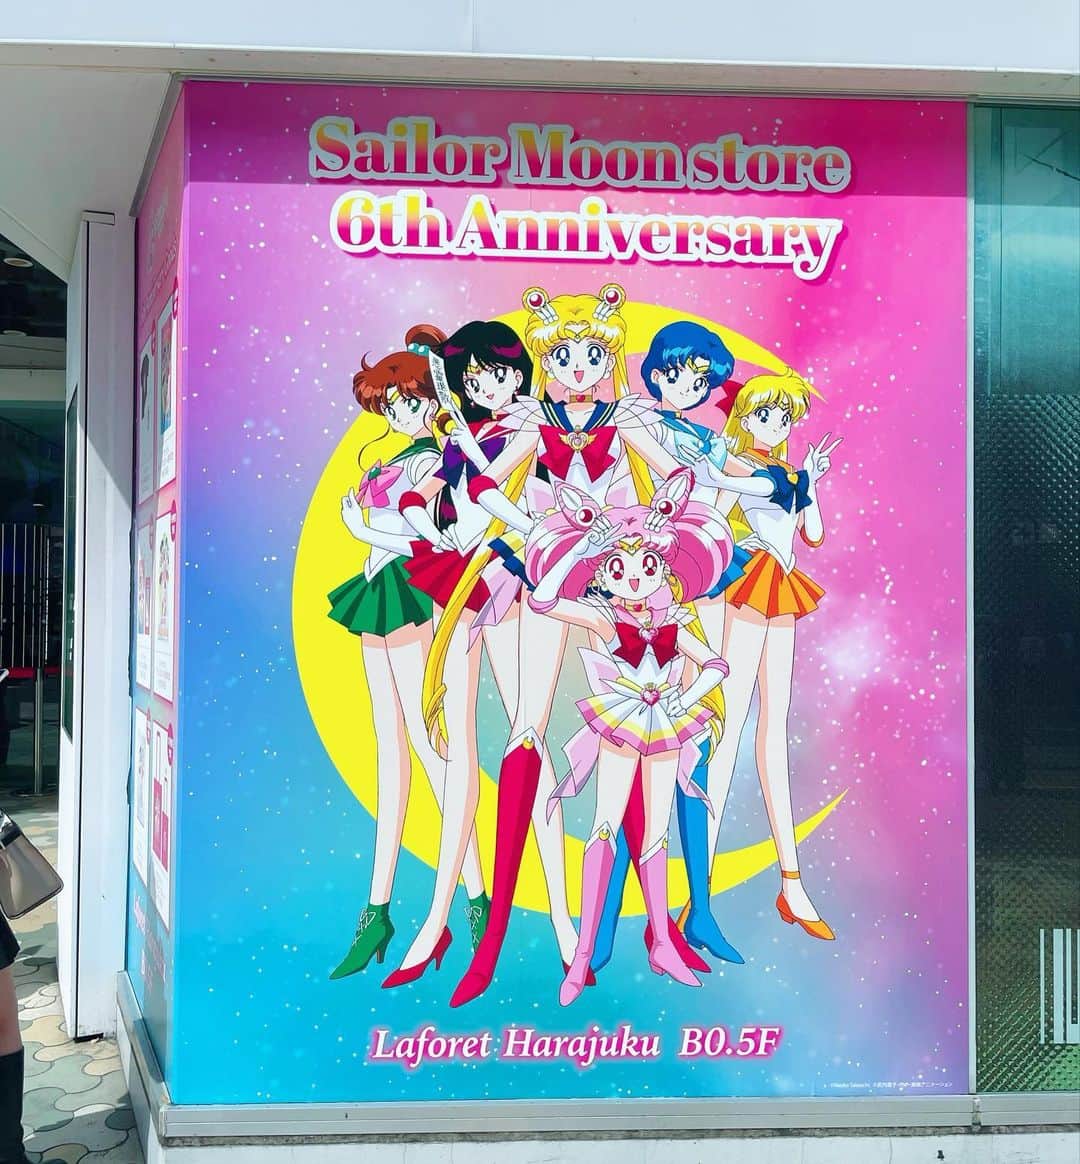 Sailor Moon store
6th Anniversary
Laforet Harajuku B0.5F